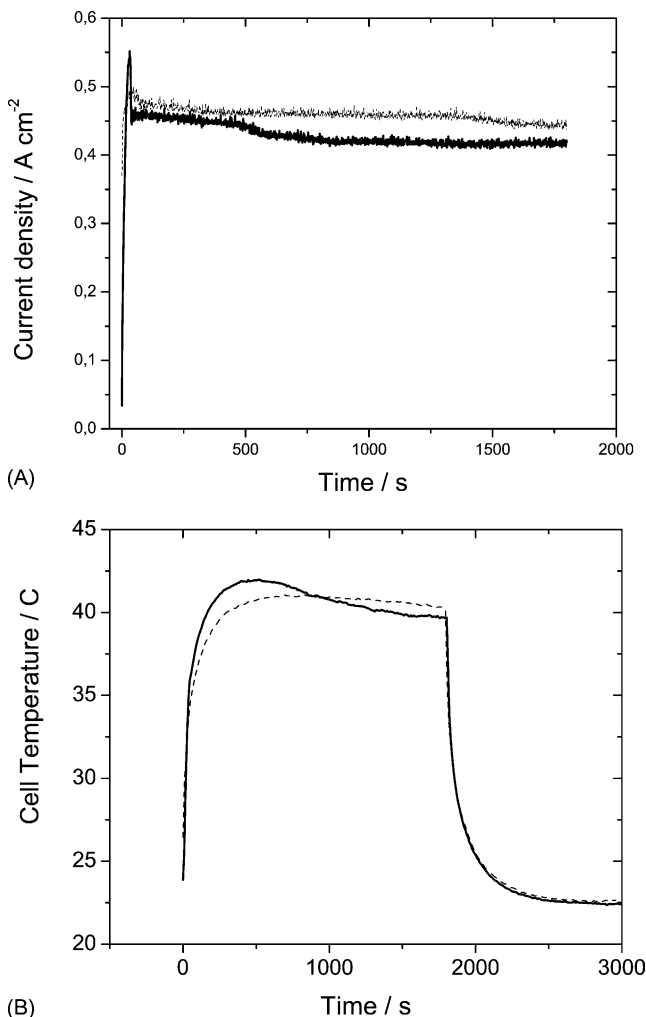 0,6
0,5
0,4
0,3
0,2
0,1
0,0
Current density / A cm-2
0 500 1000 1500 2000
Time / s
(A)
45
40
35
30
25
20
Cell Temperature / C
0 1000 2000 3000
Time / s
(B)